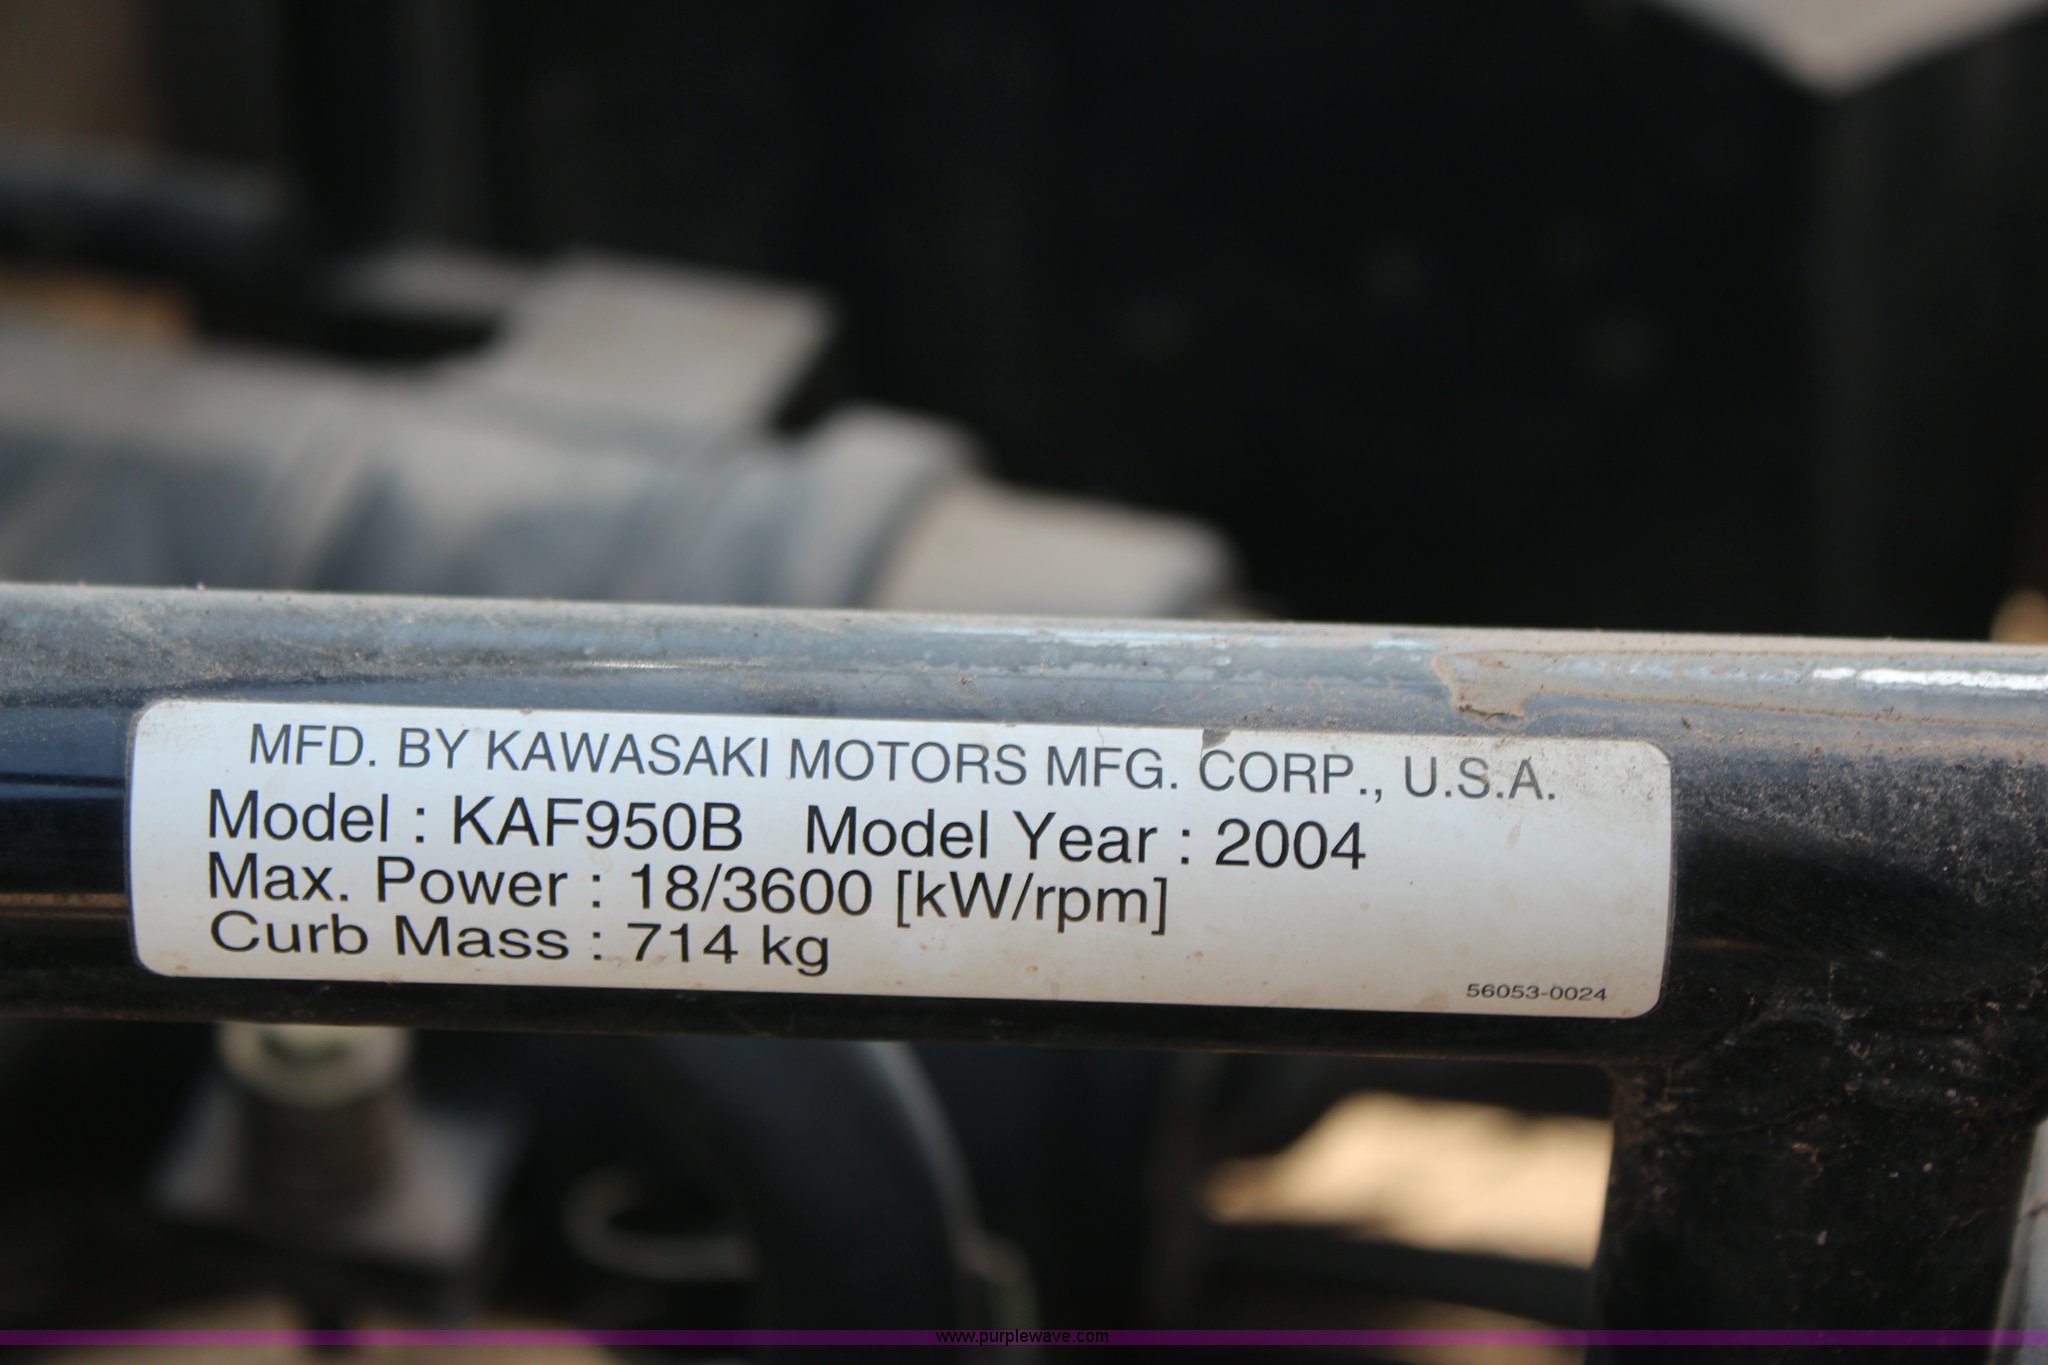 MFD. BY KAWASAKI MOTORS MFG. CORP., U.S.A.
Model : KAF950B Model Year : 2004
Max. Power : 18/3600 [kW/rpm]
Curb Mass : 714 kg
56053-0024
www.purplewave.com